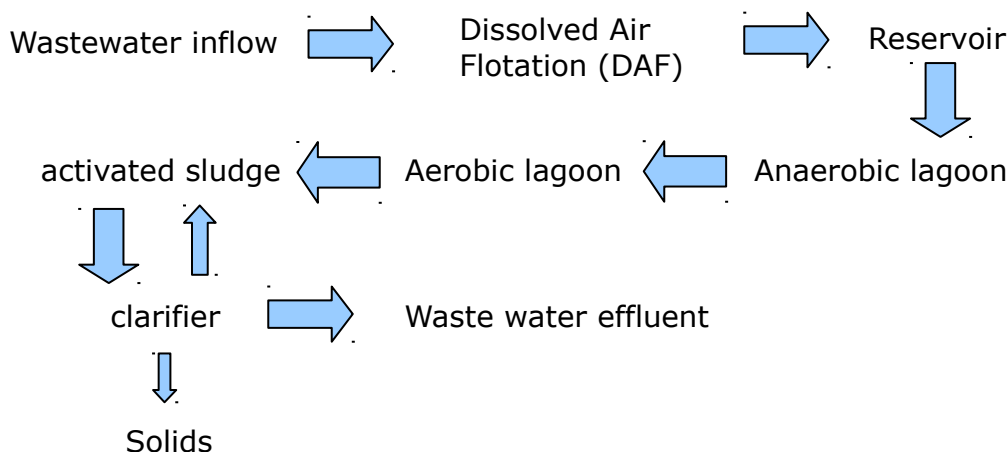 Wastewater inflow
Dissolved Air
Flotation (DAF)
Reservoir
activated sludge
Aerobic lagoon
Anaerobic lagoon
clarifier
Waste water effluent
Solids